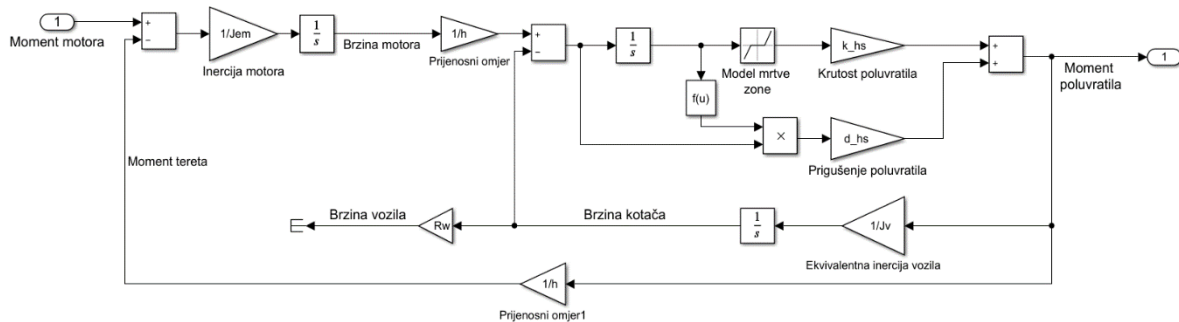 1
Moment motora
+
−
1/Jem
Inercija motora
1
s
Brzina motora
1/h
Prijenosni omjer
+
−
1
s
Model mrtve
zone
f(u)
×
k_hs
Krutost poluvratila
d_hs
Prigušenje poluvratila
+
+
Moment
poluvratila
1
Moment tereta
Brzina vozila
Rw
Brzina kotača
1
s
1/Jv
Ekvivalentna inercija vozila
1/h
Prijenosni omjer1